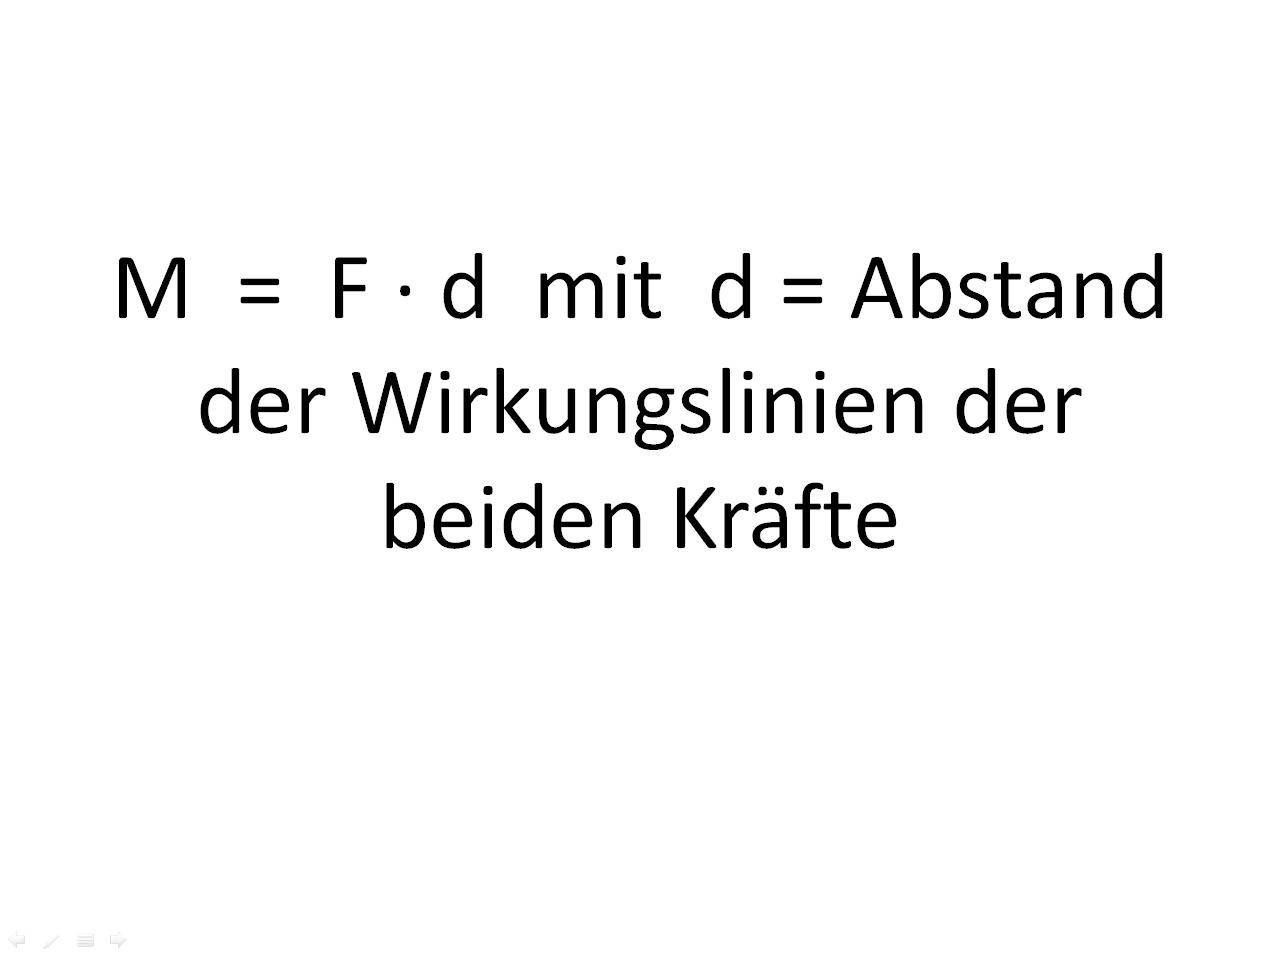 M = F · d mit d = Abstand
der Wirkungslinien der
beiden Kräfte